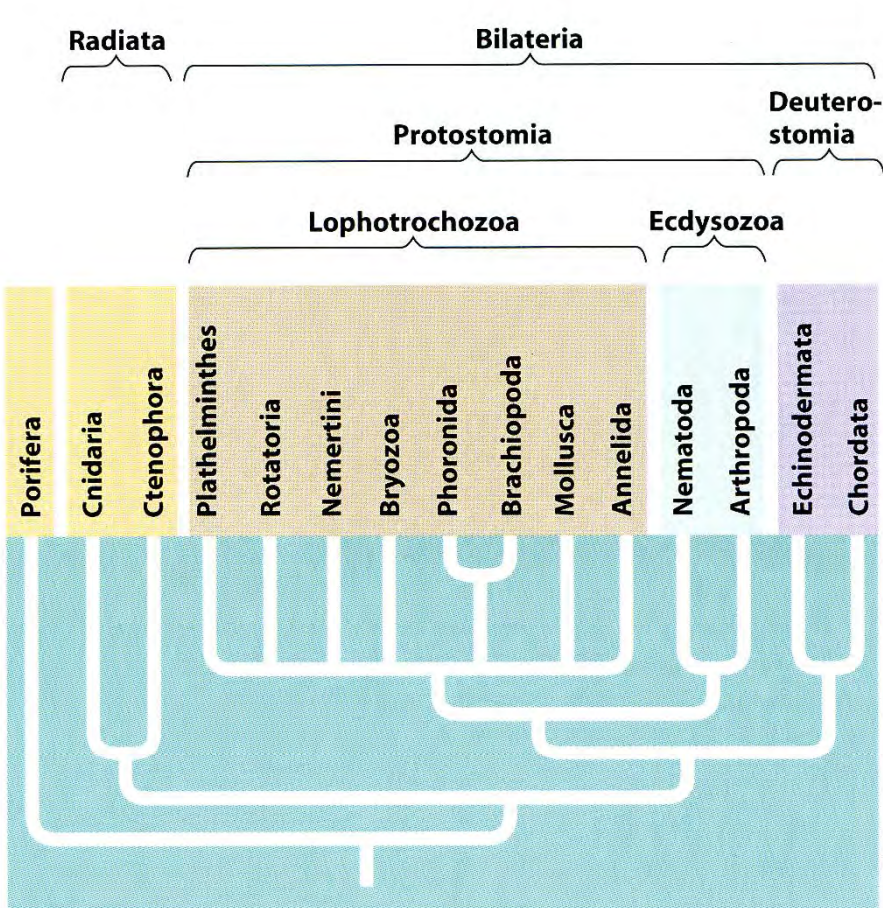 Radiata
Bilateria
Deutero-
stomia
Protostomia
Lophotrochozoa
Ecdysozoa
Porifera
Cnidaria
Ctenophora
Plathelminthes
Rotatoria
Nemertini
Bryozoa
Phoronida
Brachiopoda
Mollusca
Annelida
Nematoda
Arthropoda
Echinodermata
Chordata